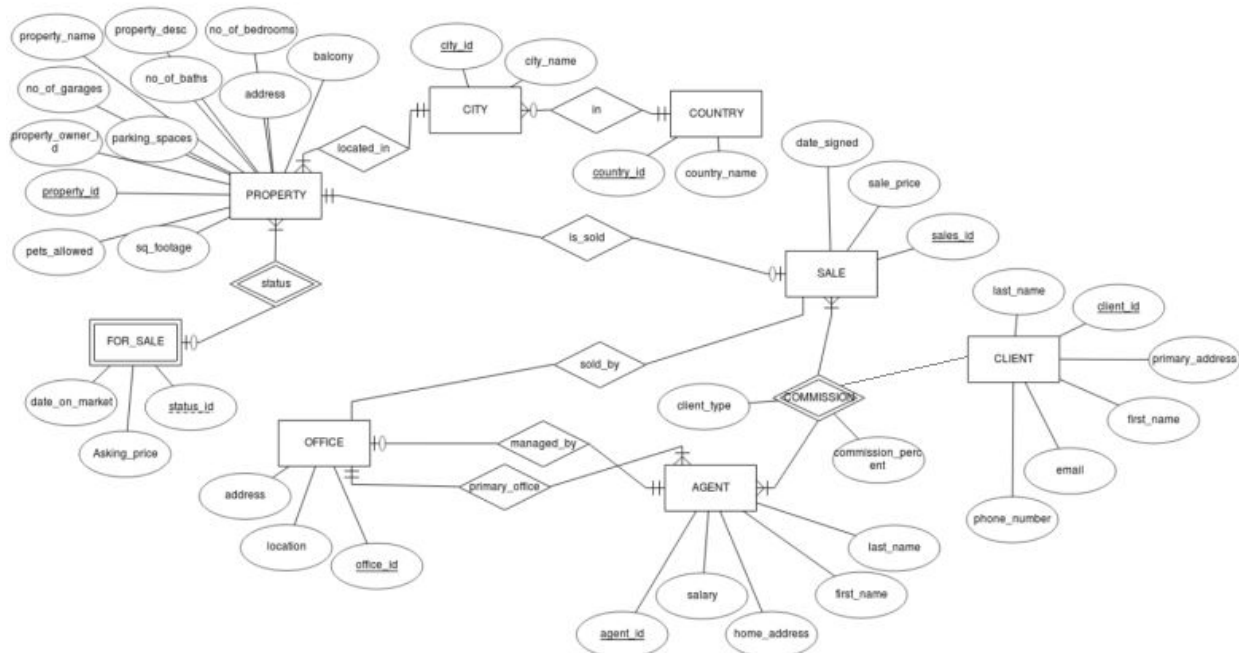 property_name
property_desc
no_of_bedrooms
balcony
no_of_garages
no_of_baths
address
property_owner_i
d
parking_spaces
property_id
PROPERTY
pets_allowed
sq_footage
located_in
city_id
city_name
CITY
in
COUNTRY
country_id
country_name
date_signed
sale_price
sales_id
is_sold
SALE
status
FOR_SALE
date_on_market
status_id
Asking_price
sold_by
last_name
client_id
CLIENT
primary_address
first_name
email
phone_number
client_type
COMMISSION
commission_perc
ent
OFFICE
managed_by
primary_office
address
location
office_id
AGENT
last_name
first_name
salary
agent_id
home_address